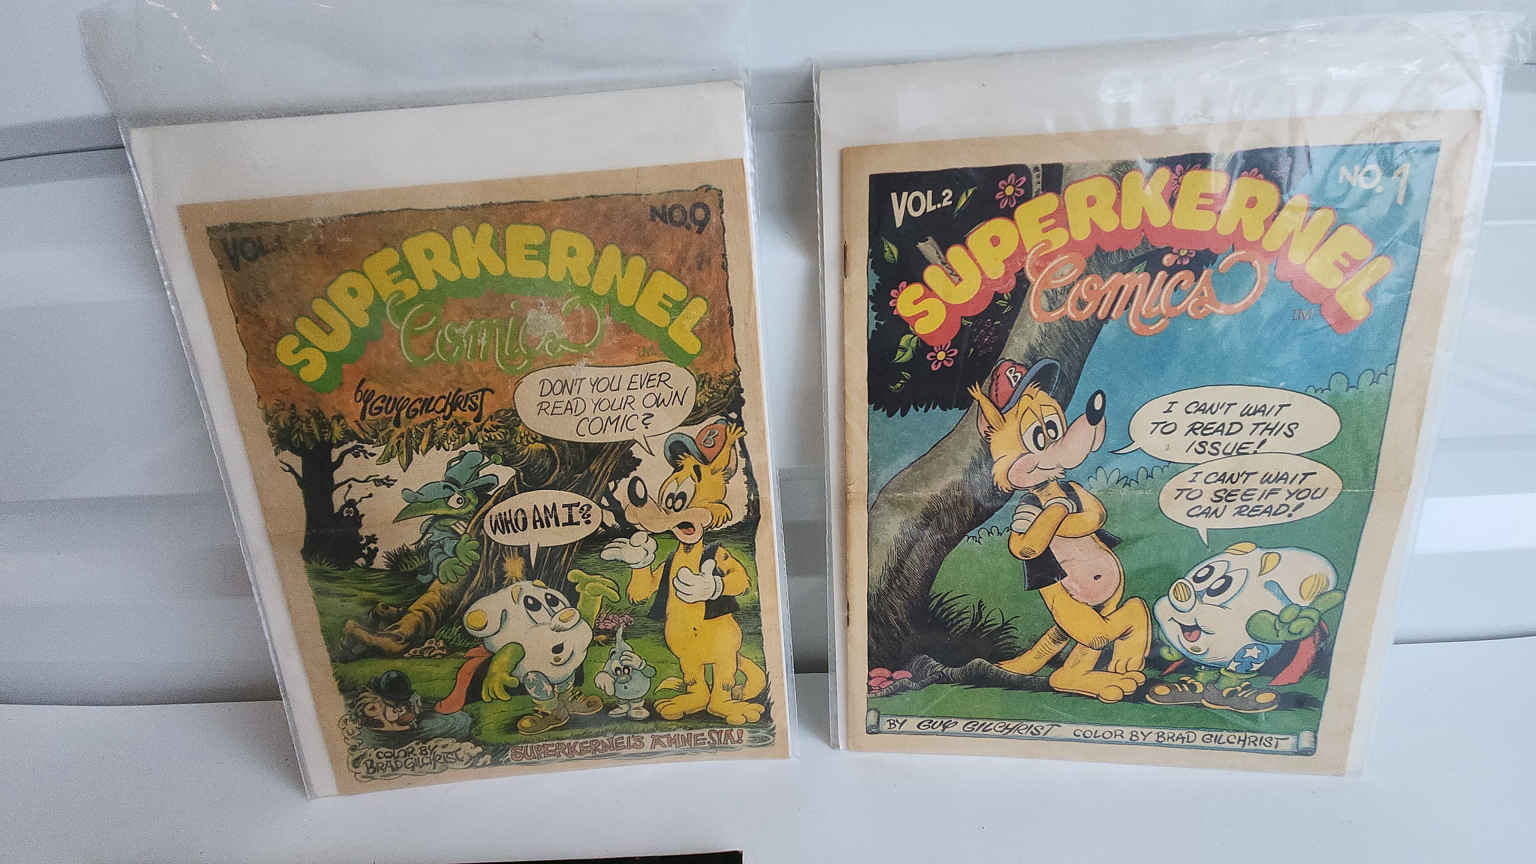 VOL. 1
NO.9
SUPERKERNEL
Comics
TM
by GUY GILCHRIST
DON'T YOU EVER
READ YOUR OWN
COMIC?
B
WHO AM I?
COLOR BY
BRAD GILCHRIST
SUPERKERNEL'S AMNESIA!
VOL.2
NO. 1
SUPERKERNEL
Comics
TM
B
I CAN'T WAIT
TO READ THIS
ISSUE!
I CAN'T WAIT
TO SEE IF YOU
CAN READ!
BY GUY GILCHRIST COLOR BY BRAD GILCHRIST